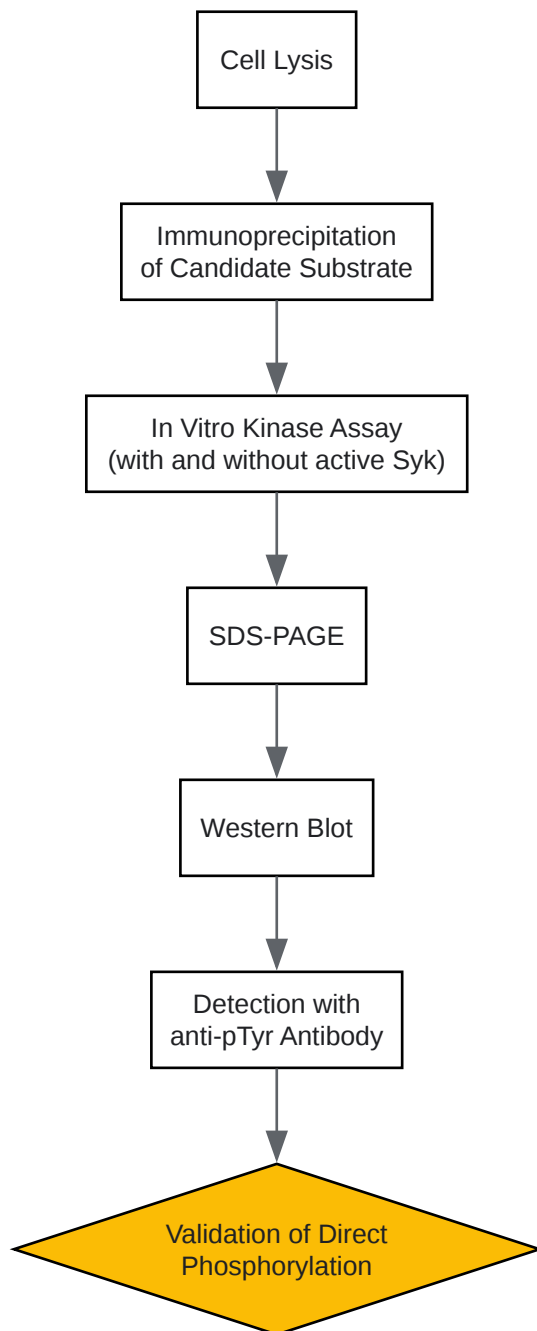 Cell Lysis
Immunoprecipitation
of Candidate Substrate
In Vitro Kinase Assay
(with and without active Syk)
SDS-PAGE
Western Blot
Detection with
anti-pTyr Antibody
Validation of Direct
Phosphorylation